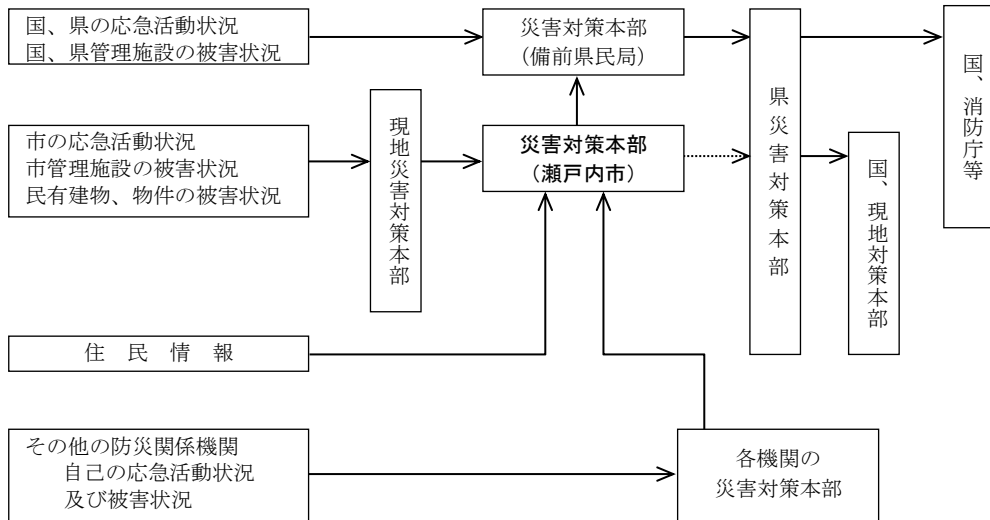 国、県の応急活動状況
国、県管理施設の被害状況
災害対策本部
（備前県民局）
市の応急活動状況
市管理施設の被害状況
民有建物、物件の被害状況
現地災害対策本部
災害対策本部
（瀬戸内市）
県災害対策本部
国、現地対策本部
国、消防庁等
住民情報
その他の防災関係機関
自己の応急活動状況
及び被害状況
各機関の
災害対策本部